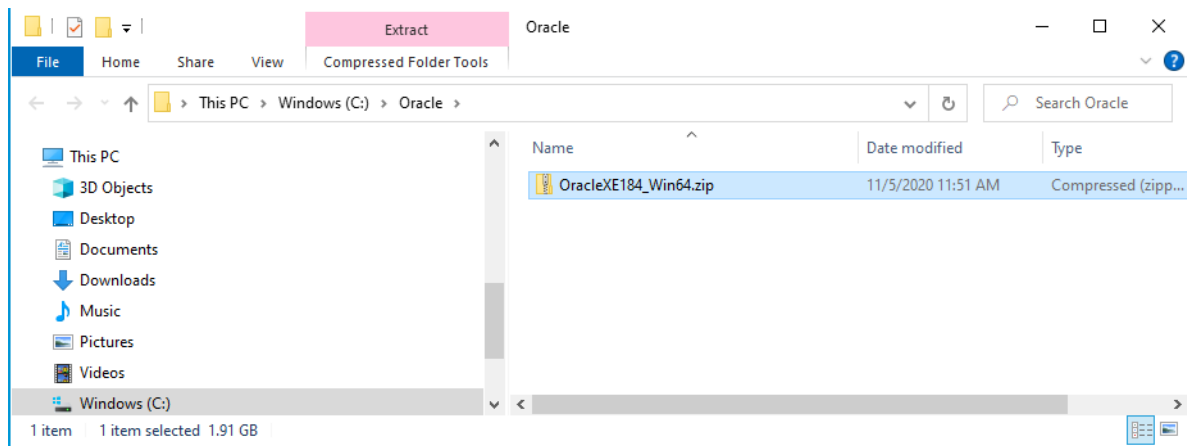 Extract Oracle
File Home Share View Compressed Folder Tools ?
This PC > Windows (C:) > Oracle > Search Oracle
This PC
3D Objects
Desktop
Documents
Downloads
Music
Pictures
Videos
Windows (C:)
Name Date modified Type
OracleXE184_Win64.zip 11/5/2020 11:51 AM Compressed (zipp...
1 item 1 item selected 1.91 GB